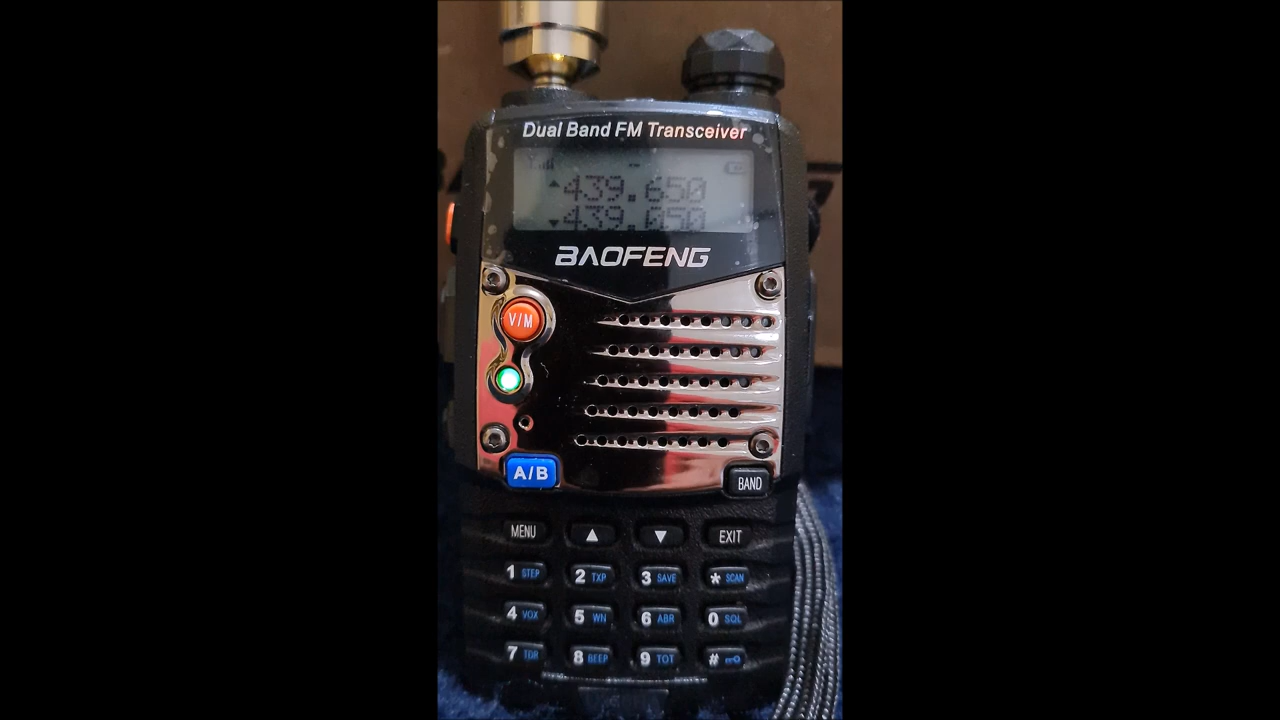 Dual Band FM Transceiver
439.650
439.050
BAOFENG
V/M
A/B
BAND
MENU ▲ ▼ EXIT
1 STEP 2 TXP 3 SAVE * SCAN
4 VOX 5 WN 6 ABR 0 SQL
7 TDR 8 BEEP 9 TOT #